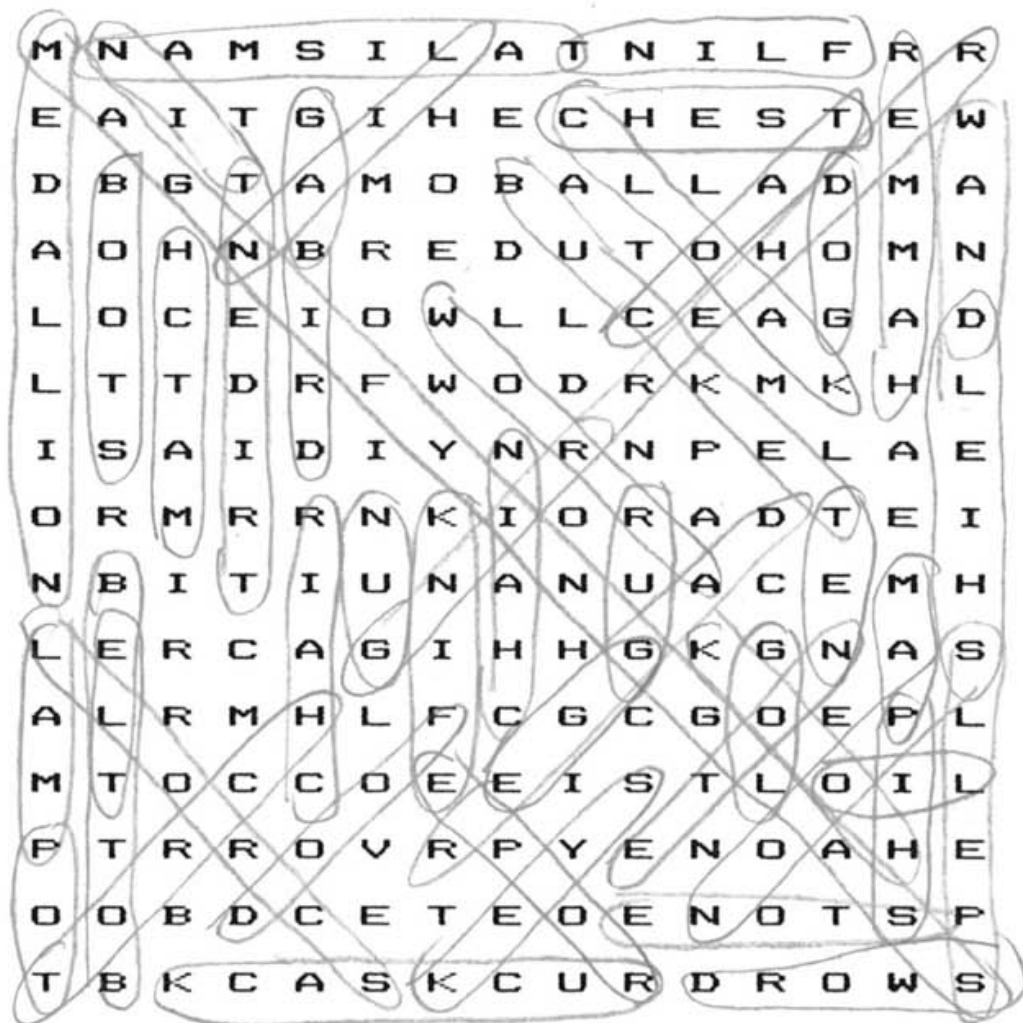 M N A M S I L A T N I L F R R
E A I T G I H E C H E S T E W
D B G T A M O B A L L A D M A
A O H N B R E D U T O H O M N
L O C E I O W L L C E A G A D
L T T D R F W O D R K M K H L
I S A I D I Y N R N P E L A E
O R M R R N K I O R A D T E I
N B I T I U N A N U A C E M H
L E R C A G I H H G K G N A S
A L R M H L F C G C G O E P L
M T O C C O E E I S T L O I L
P T R R O V R P Y E N O A H E
O O B D C E T E O E N O T S P
T B K C A S K C U R D R O W S